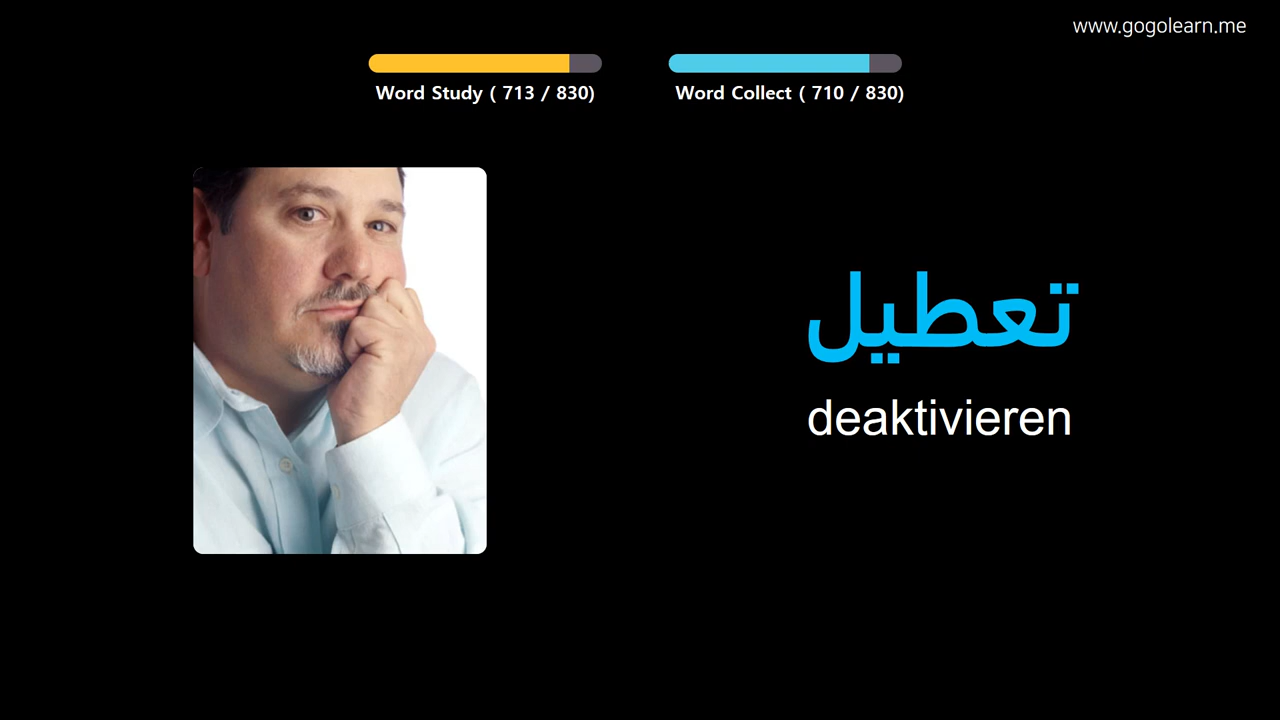 www.gogolearn.me
Word Study ( 713 / 830)
Word Collect ( 710 / 830)
تعطيل
deaktivieren